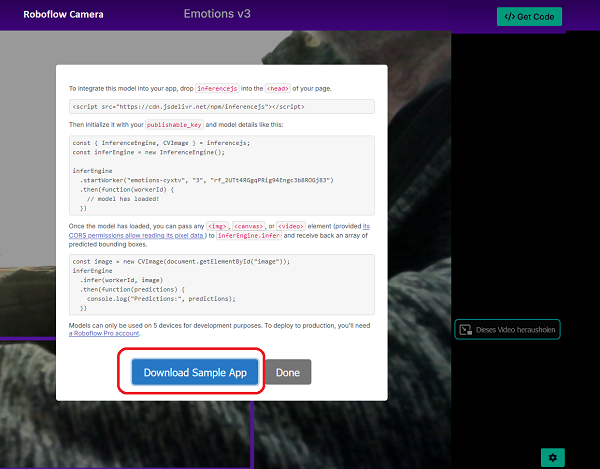 Roboflow Camera
Emotions v3
</> Get Code
To integrate this model into your app, drop inferencejs into the <head> of your page.
<script src="https://cdn.jsdelivr.net/npm/inferencejs"></script>
Then initialize it with your publishable_key and model details like this:
const { InferenceEngine, CVImage } = inferencejs;
const inferEngine = new InferenceEngine();
inferEngine
.startWorker("emotions-cyxtv", "3", "rf_2UTt4RGgqPRig94Engc3b8ROGj83")
.then(function(workerId) {
// model has loaded!
})
Once the model has loaded, you can pass any <img>, <canvas>, or <video> element (provided its
CORS permissions allow reading its pixel data.) to inferEngine.infer and receive back an array of
predicted bounding boxes.
const image = new CVImage(document.getElementById("image"));
inferEngine
.infer(workerId, image)
.then(function(predictions) {
console.log("Predictions:", predictions);
})
Models can only be used on 5 devices for development purposes. To deploy to production, you'll need
a Roboflow Pro account.
Dieses Video herausholen
Download Sample App
Done